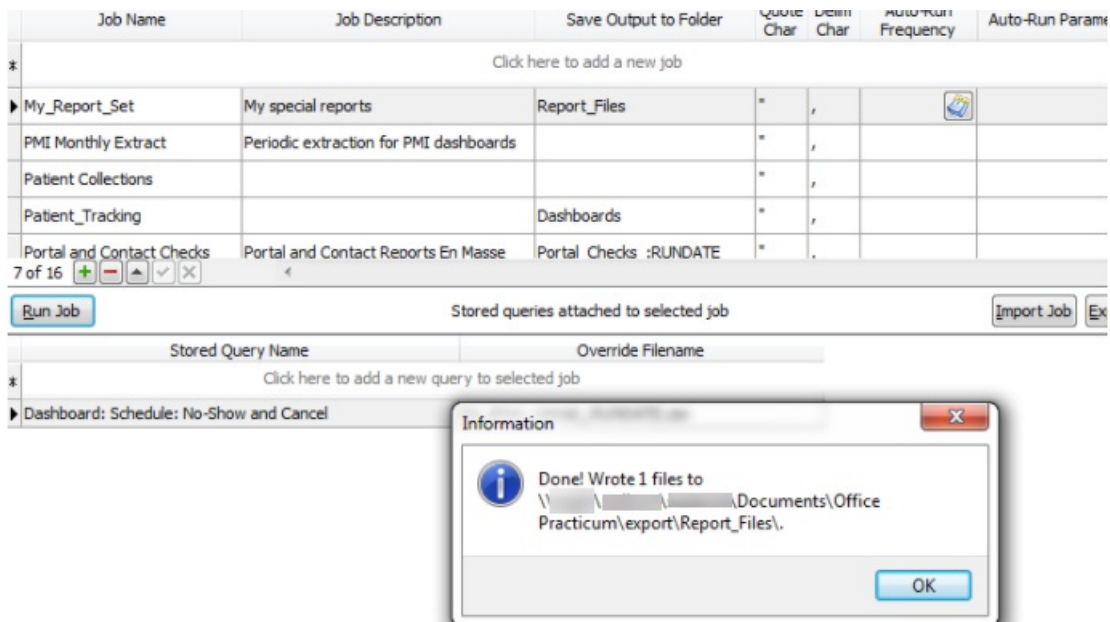 Job Name Job Description Save Output to Folder Quote Char Delim Char Auto-Run Frequency Auto-Run Parame
Click here to add a new job
My_Report_Set My special reports Report_Files " ,
PMI Monthly Extract Periodic extraction for PMI dashboards " ,
Patient Collections " ,
Patient_Tracking Dashboards " ,
Portal and Contact Checks Portal and Contact Reports En Masse Portal_Checks_:RUNDATE " ,
7 of 16
Run Job Stored queries attached to selected job Import Job Ex
Stored Query Name Override Filename
Click here to add a new query to selected job
Dashboard: Schedule: No-Show and Cancel
Information
Done! Wrote 1 files to
\\ \ \ \Documents\Office
Practicum\export\Report_Files\.
OK